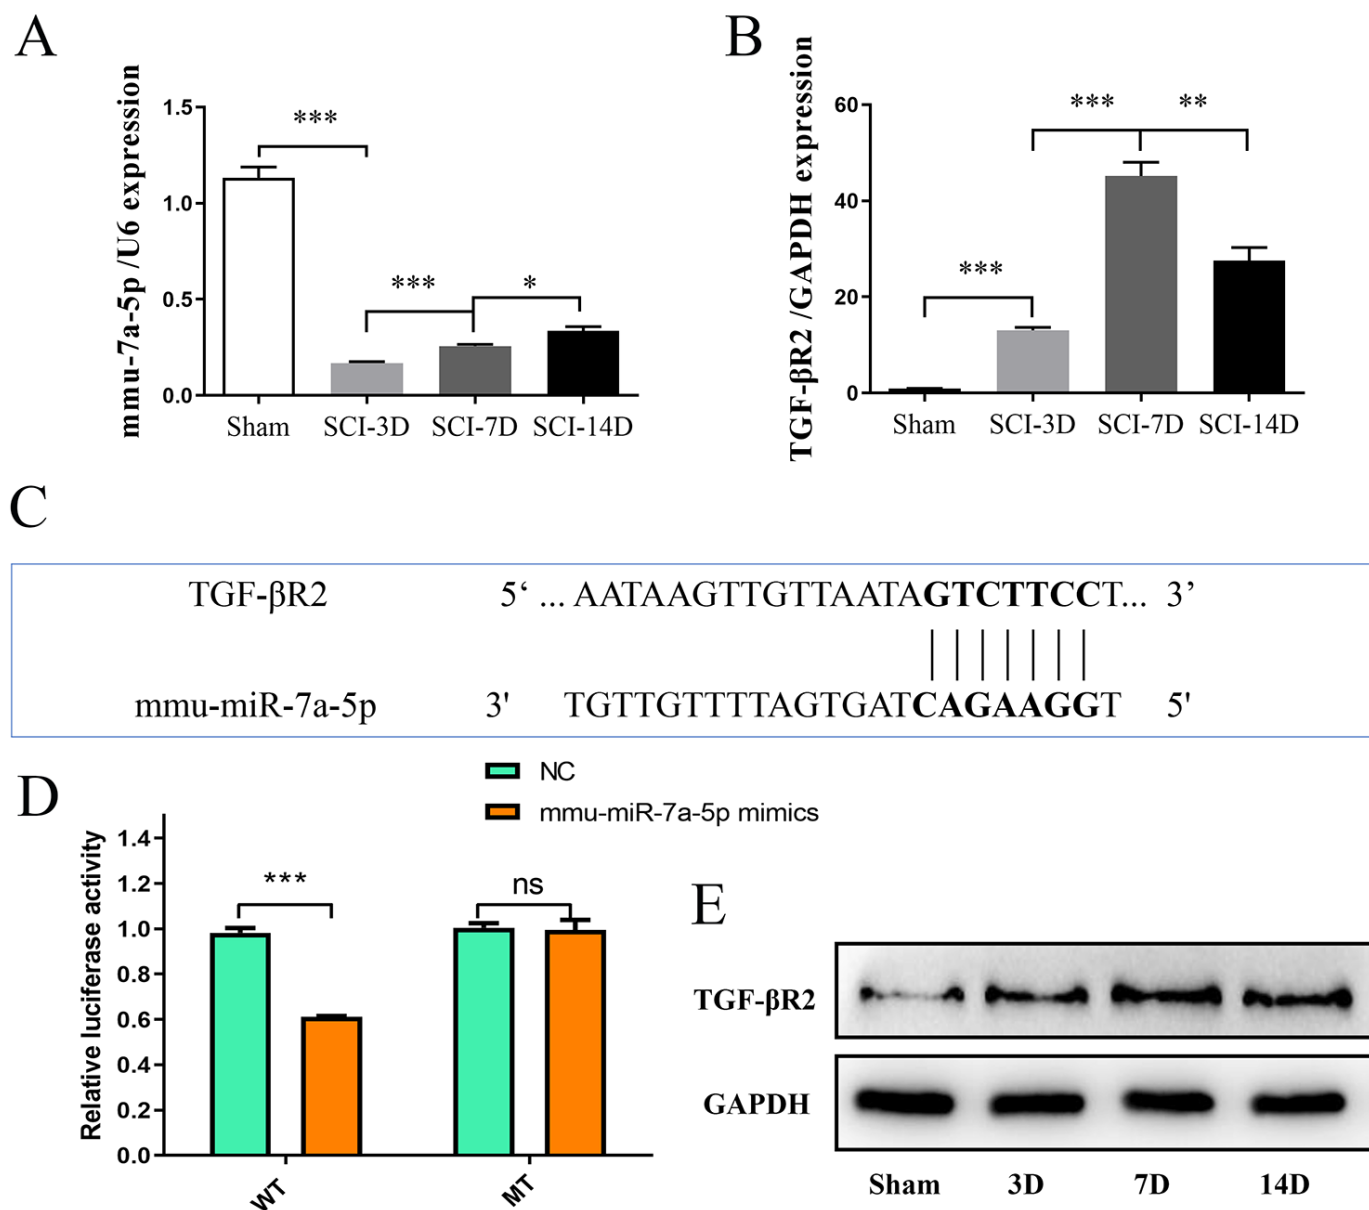 A
mmu-7a-5p /U6 expression
1.5
1.0
0.5
0.0
***
***
*
Sham SCI-3D SCI-7D SCI-14D
B
TGF-βR2 /GAPDH expression
60
40
20
0
***
***
**
Sham SCI-3D SCI-7D SCI-14D
C
TGF-βR2 5‘ ... AATAAGTTGTTAATAGTCTTCCT... 3’
mmu-miR-7a-5p 3' TGTTGTTTTAGTGATCAGAAGGT 5'
D
NC
mmu-miR-7a-5p mimics
Relative luciferase activity
1.4
1.2
1.0
0.8
0.6
0.4
0.2
0.0
***
ns
WT MT
E
TGF-βR2
GAPDH
Sham 3D 7D 14D